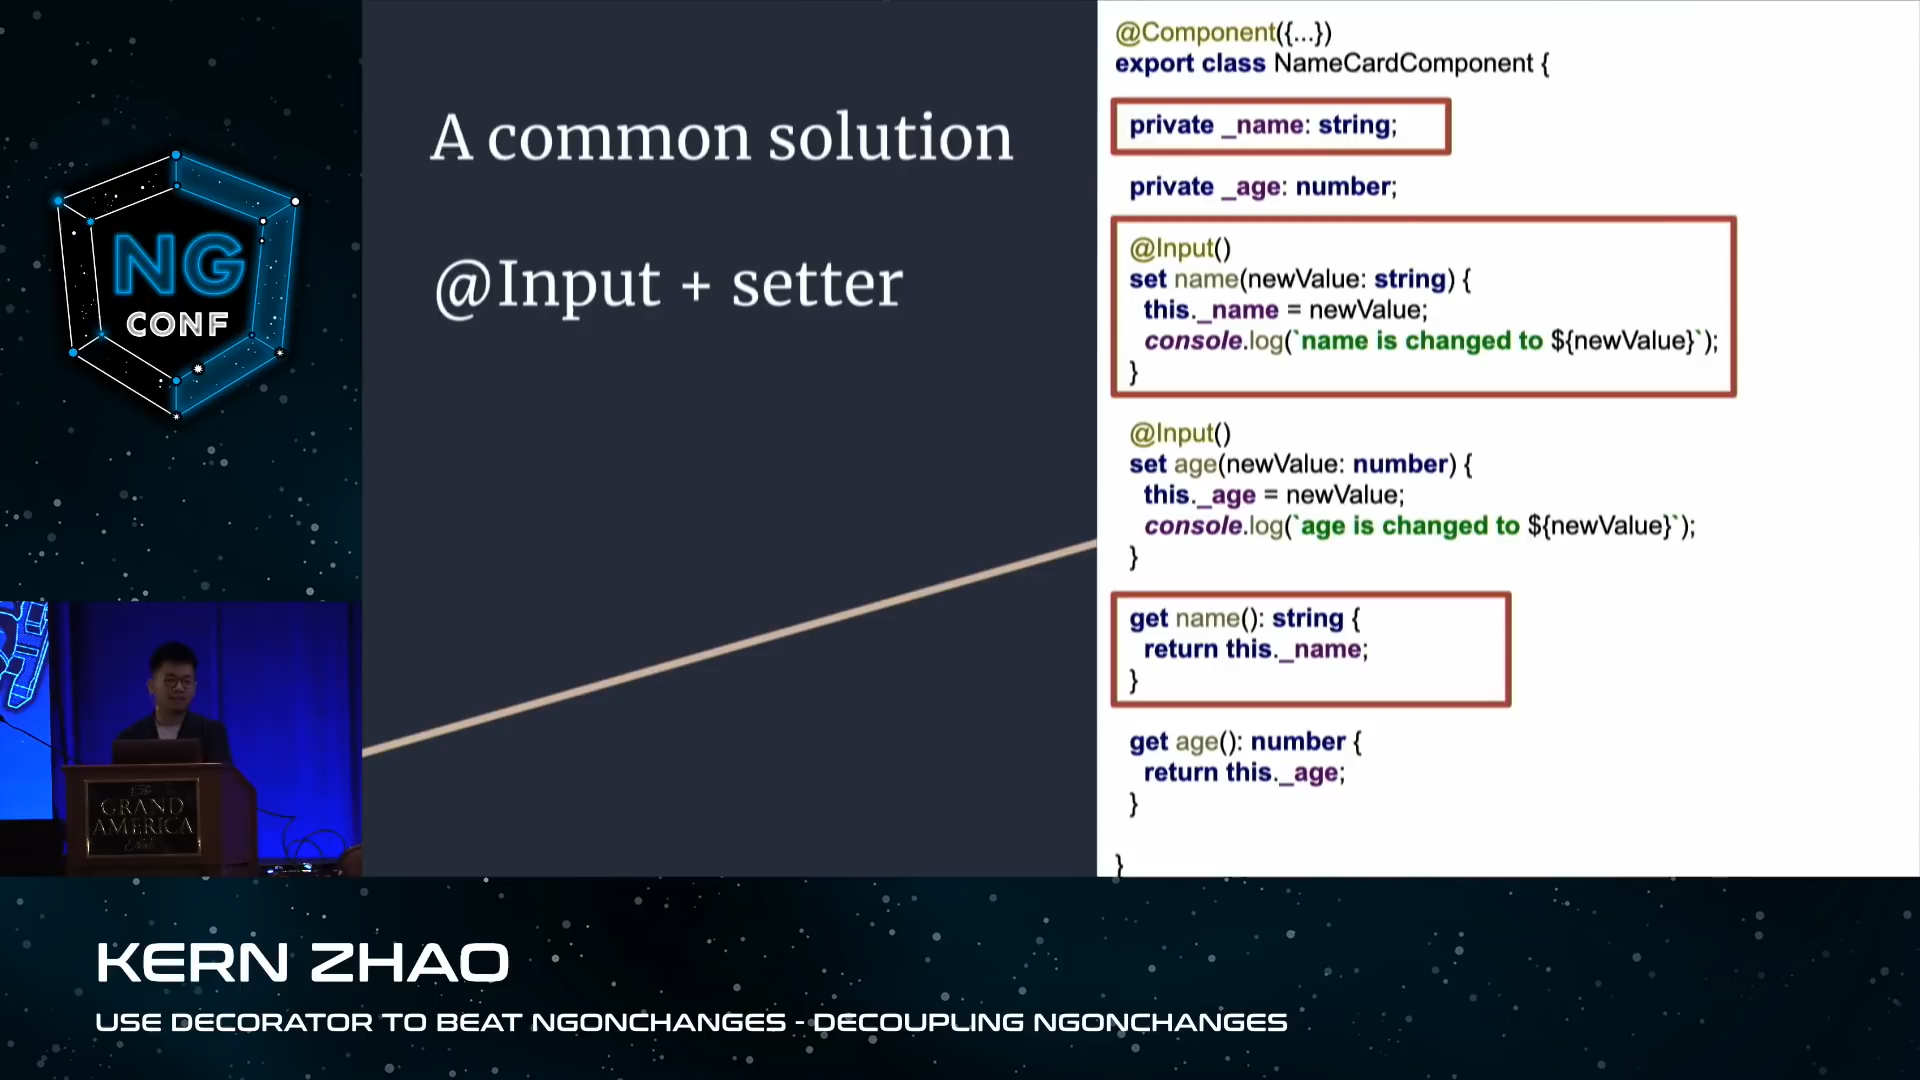 NG
CONF
A common solution
@Input + setter
@Component({...})
export class NameCardComponent {
private _name: string;
private _age: number;
@Input()
set name(newValue: string) {
this._name = newValue;
console.log(`name is changed to ${newValue}`);
}
@Input()
set age(newValue: number) {
this._age = newValue;
console.log(`age is changed to ${newValue}`);
}
get name(): string {
return this._name;
}
get age(): number {
return this._age;
}
}
GRAND
AMERICA
KERN ZHAO
USE DECORATOR TO BEAT NGONCHANGES - DECOUPLING NGONCHANGES